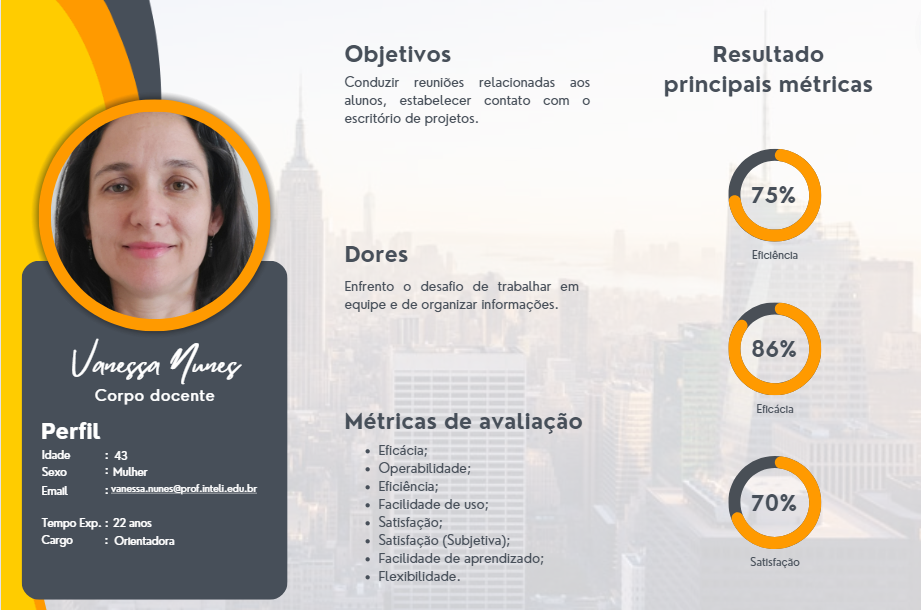 Vanessa Nunes
Corpo docente
Perfil
Idade : 43
Sexo : Mulher
Email : vanessa.nunes@prof.inteli.edu.br
Tempo Exp. : 22 anos
Cargo : Orientadora
Objetivos
Conduzir reuniões relacionadas aos
alunos, estabelecer contato com o
escritório de projetos.
Dores
Enfrento o desafio de trabalhar em
equipe e de organizar informações.
Métricas de avaliação
• Eficácia;
• Operabilidade;
• Eficiência;
• Facilidade de uso;
• Satisfação;
• Satisfação (Subjetiva);
• Facilidade de aprendizado;
• Flexibilidade.
Resultado
principais métricas
75%
Eficiência
86%
Eficácia
70%
Satisfação